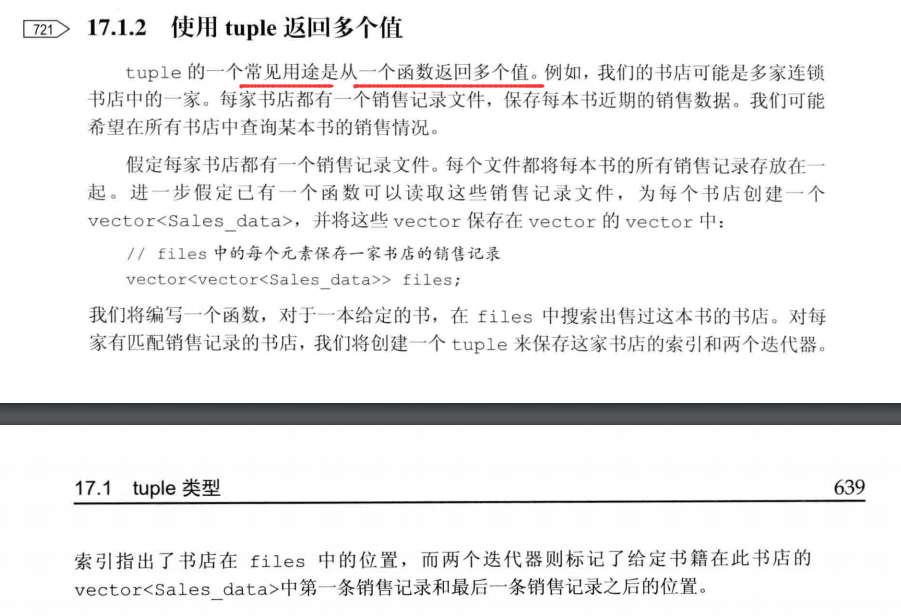 721 17.1.2 使用 tuple 返回多个值
tuple 的一个常见用途是从一个函数返回多个值。例如，我们的书店可能是多家连锁
书店中的一家。每家书店都有一个销售记录文件，保存每本书近期的销售数据。我们可能
希望在所有书店中查询某本书的销售情况。
假定每家书店都有一个销售记录文件。每个文件都将每本书的所有销售记录存放在一
起。进一步假定已有一个函数可以读取这些销售记录文件，为每个书店创建一个
vector<Sales_data>，并将这些 vector 保存在 vector 的 vector 中：
// files 中的每个元素保存一家书店的销售记录
vector<vector<Sales_data>> files;
我们将编写一个函数，对于一本给定的书，在 files 中搜索出售过这本书的书店。对每
家有匹配销售记录的书店，我们将创建一个 tuple 来保存这家书店的索引和两个迭代器。
17.1 tuple 类型 639
索引指出了书店在 files 中的位置，而两个迭代器则标记了给定书籍在此书店的
vector<Sales_data>中第一条销售记录和最后一条销售记录之后的位置。